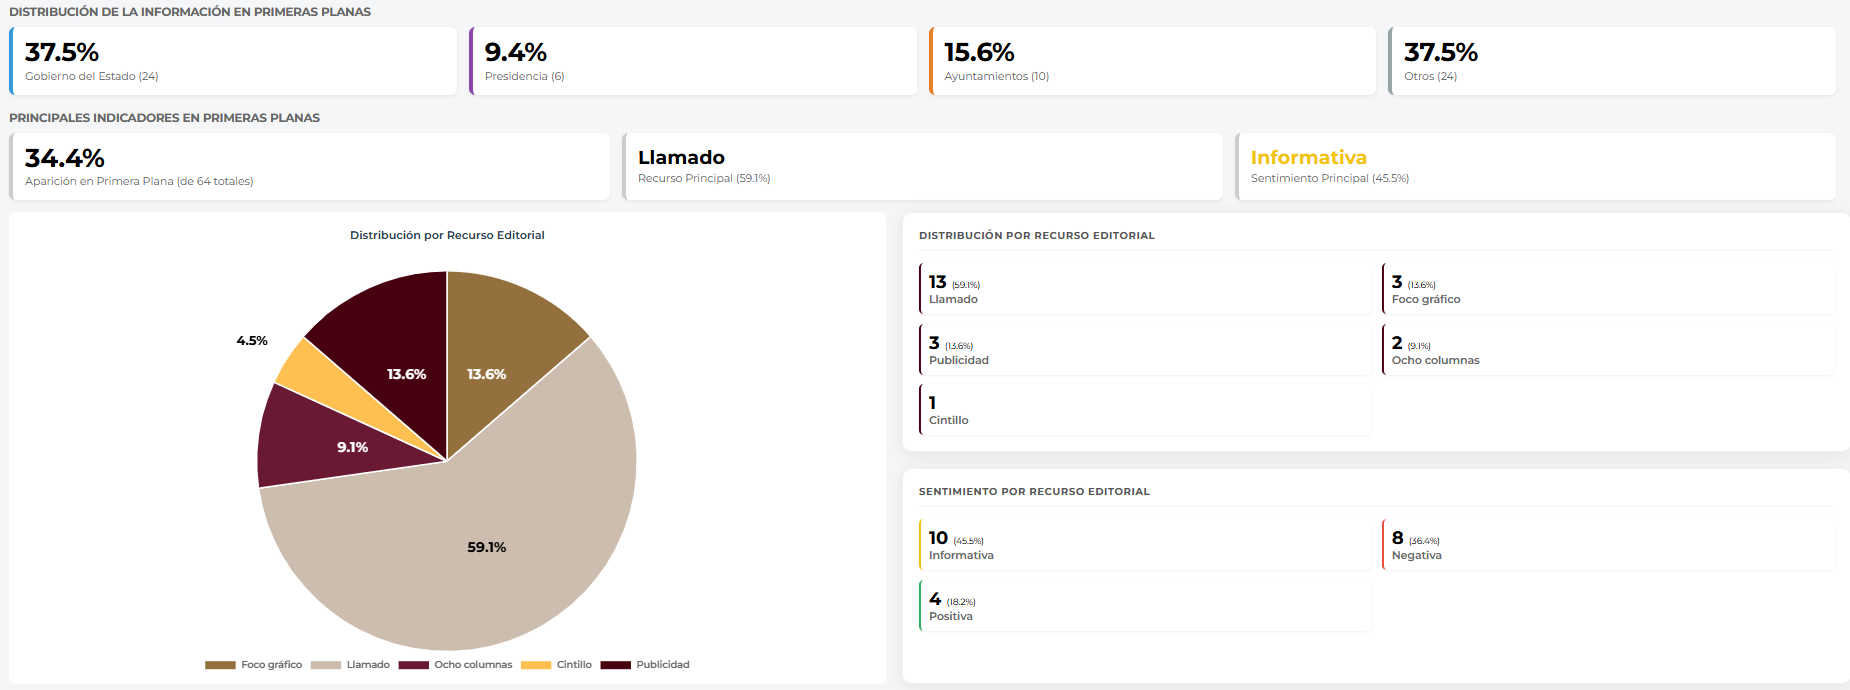 DISTRIBUCIÓN DE LA INFORMACIÓN EN PRIMERAS PLANAS
37.5%
Gobierno del Estado (24)
9.4%
Presidencia (6)
15.6%
Ayuntamientos (10)
37.5%
Otros (24)
PRINCIPALES INDICADORES EN PRIMERAS PLANAS
34.4%
Aparición en Primera Plana (de 64 totales)
Llamado
Recurso Principal (59.1%)
Informativa
Sentimiento Principal (45.5%)
Distribución por Recurso Editorial
4.5%
13.6%
13.6%
9.1%
59.1%
Foco gráfico
Llamado
Ocho columnas
Cintillo
Publicidad
DISTRIBUCIÓN POR RECURSO EDITORIAL
13 (59.1%)
Llamado
3 (13.6%)
Foco gráfico
3 (13.6%)
Publicidad
2 (9.1%)
Ocho columnas
1
Cintillo
SENTIMIENTO POR RECURSO EDITORIAL
10 (45.5%)
Informativa
8 (36.4%)
Negativa
4 (18.2%)
Positiva